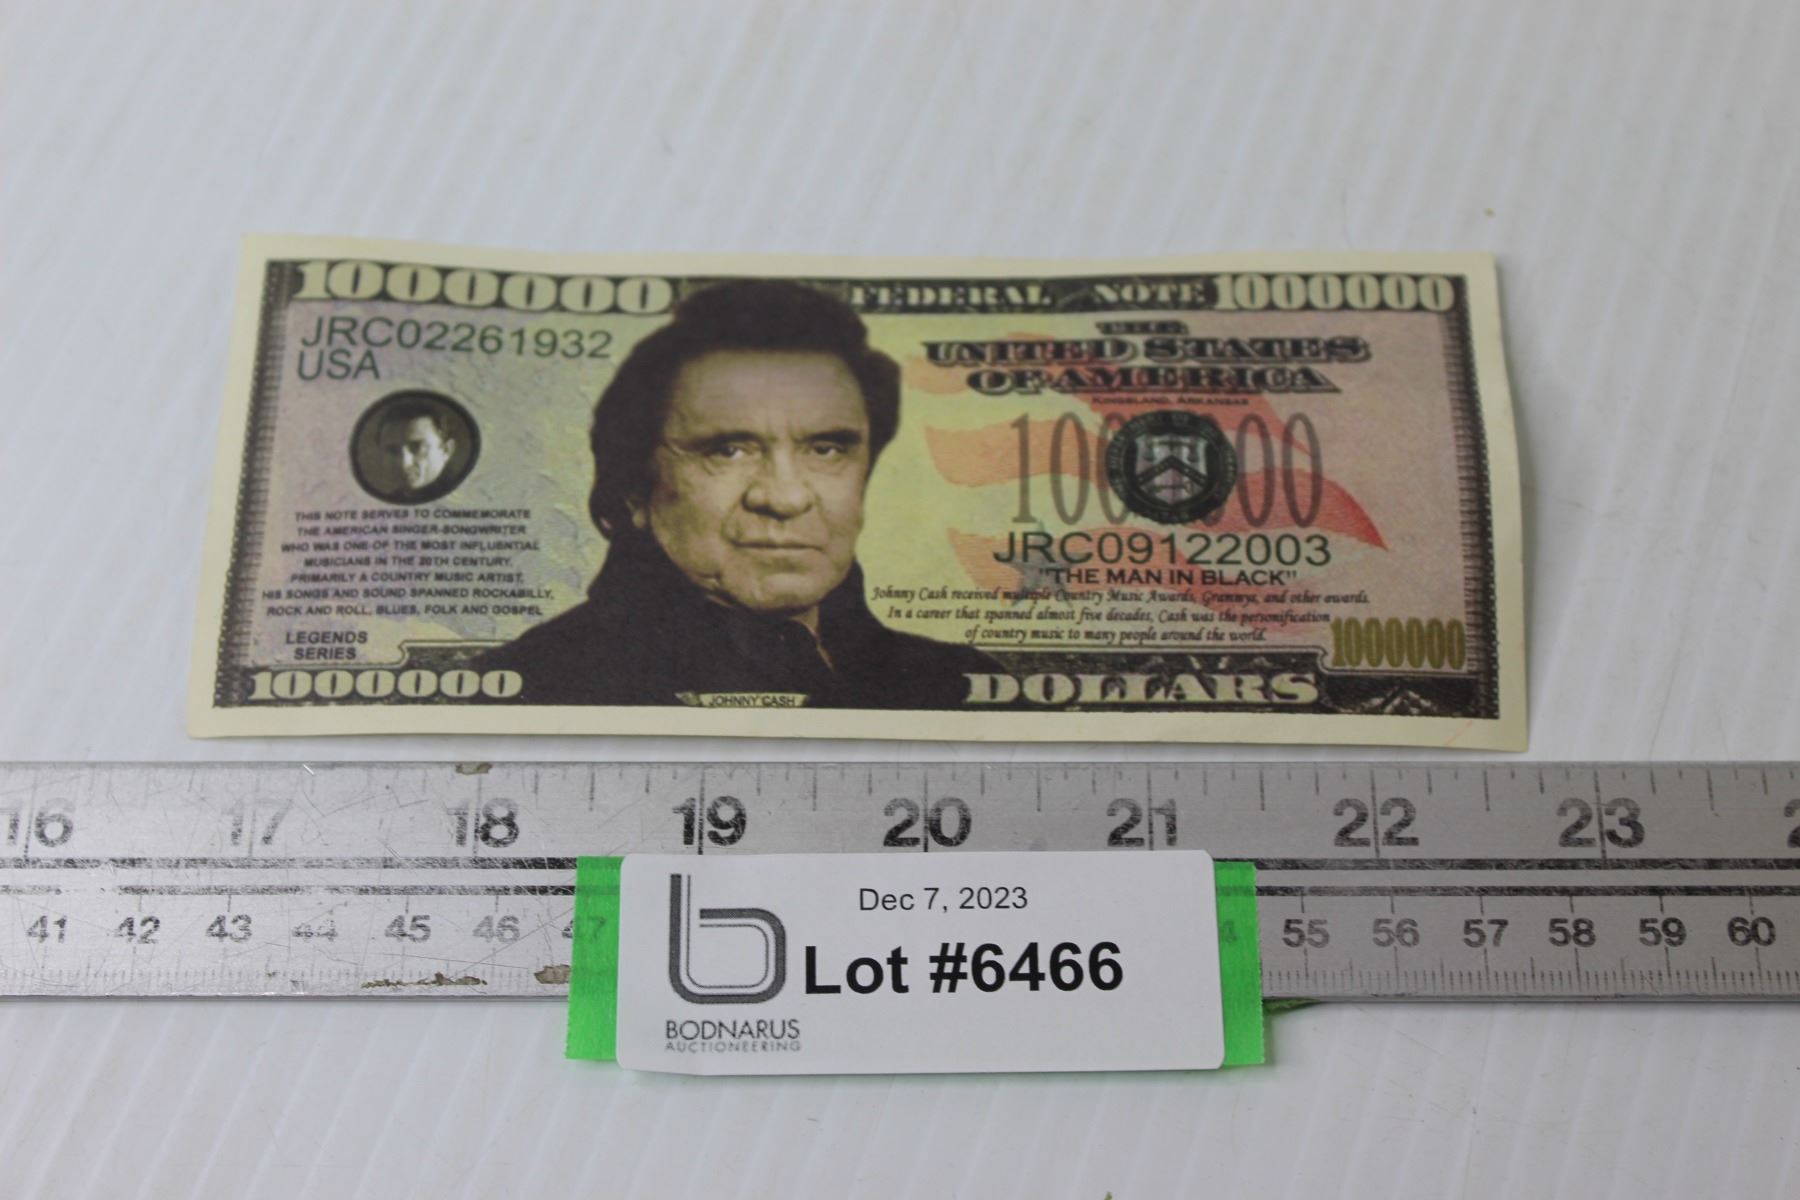 1000000 FEDERAL NOTE 1000000
JRC02261932
USA
THIS NOTE SERVES TO COMMEMORATE
THE AMERICAN SINGER-SONGWRITER
WHO WAS ONE OF THE MOST INFLUENTIAL
MUSICIANS IN THE 20TH CENTURY.
PRIMARILY A COUNTRY MUSIC ARTIST,
HIS SONGS AND SOUND SPANNED ROCKABILLY,
ROCK AND ROLL, BLUES, FOLK AND GOSPEL
LEGENDS
SERIES
1000000
JOHNNY CASH
THE
UNITED STATES
OF AMERICA
KINGSLAND, ARKANSAS
JRC09122003
"THE MAN IN BLACK"
Johnny Cash received multiple Country Music Awards, Grammys, and other awards.
In a career that spanned almost five decades, Cash was the personification
of country music to many people around the world.
1000000
DOLLARS
16 17 18 19 20 21 22 23
41 42 43 44 45 46 47 55 56 57 58 59 60
Dec 7, 2023
Lot #6466
BODNARUS
AUCTIONEERING